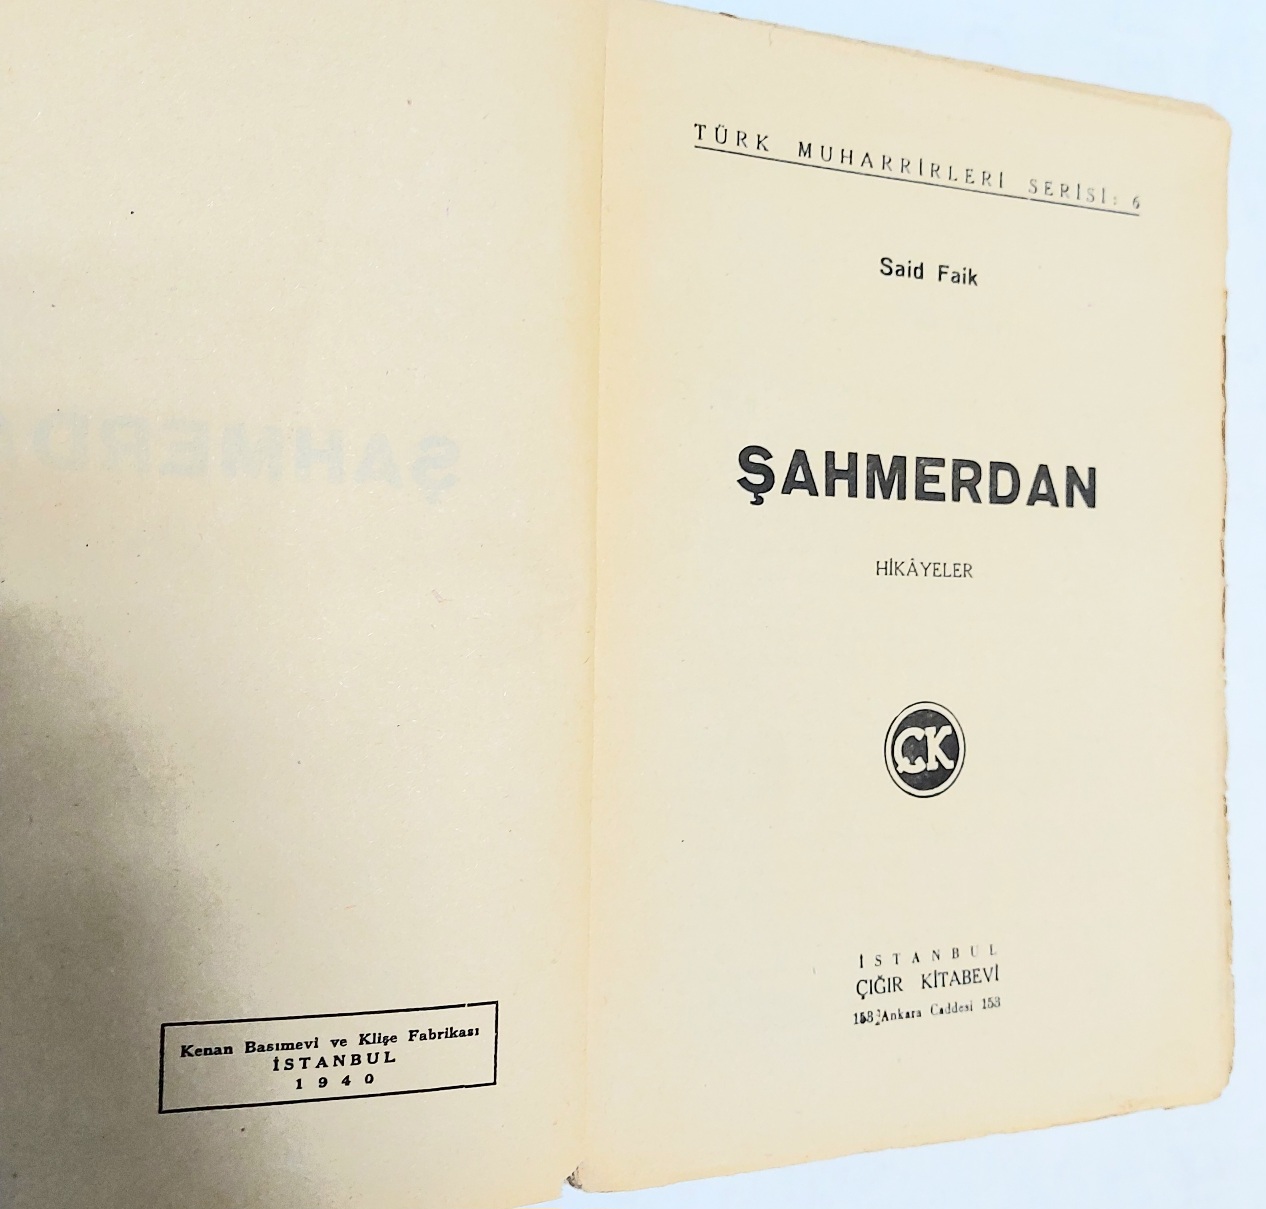 Kenan Basımevi ve Klişe Fabrikası
İSTANBUL
1940
TÜRK MUHARRİRLERİ SERİSİ: 6
Said Faik
ŞAHMERDAN
HİKÂYELER
ÇK
İSTANBUL
ÇIĞIR KİTABEVİ
153 Ankara Caddesi 153